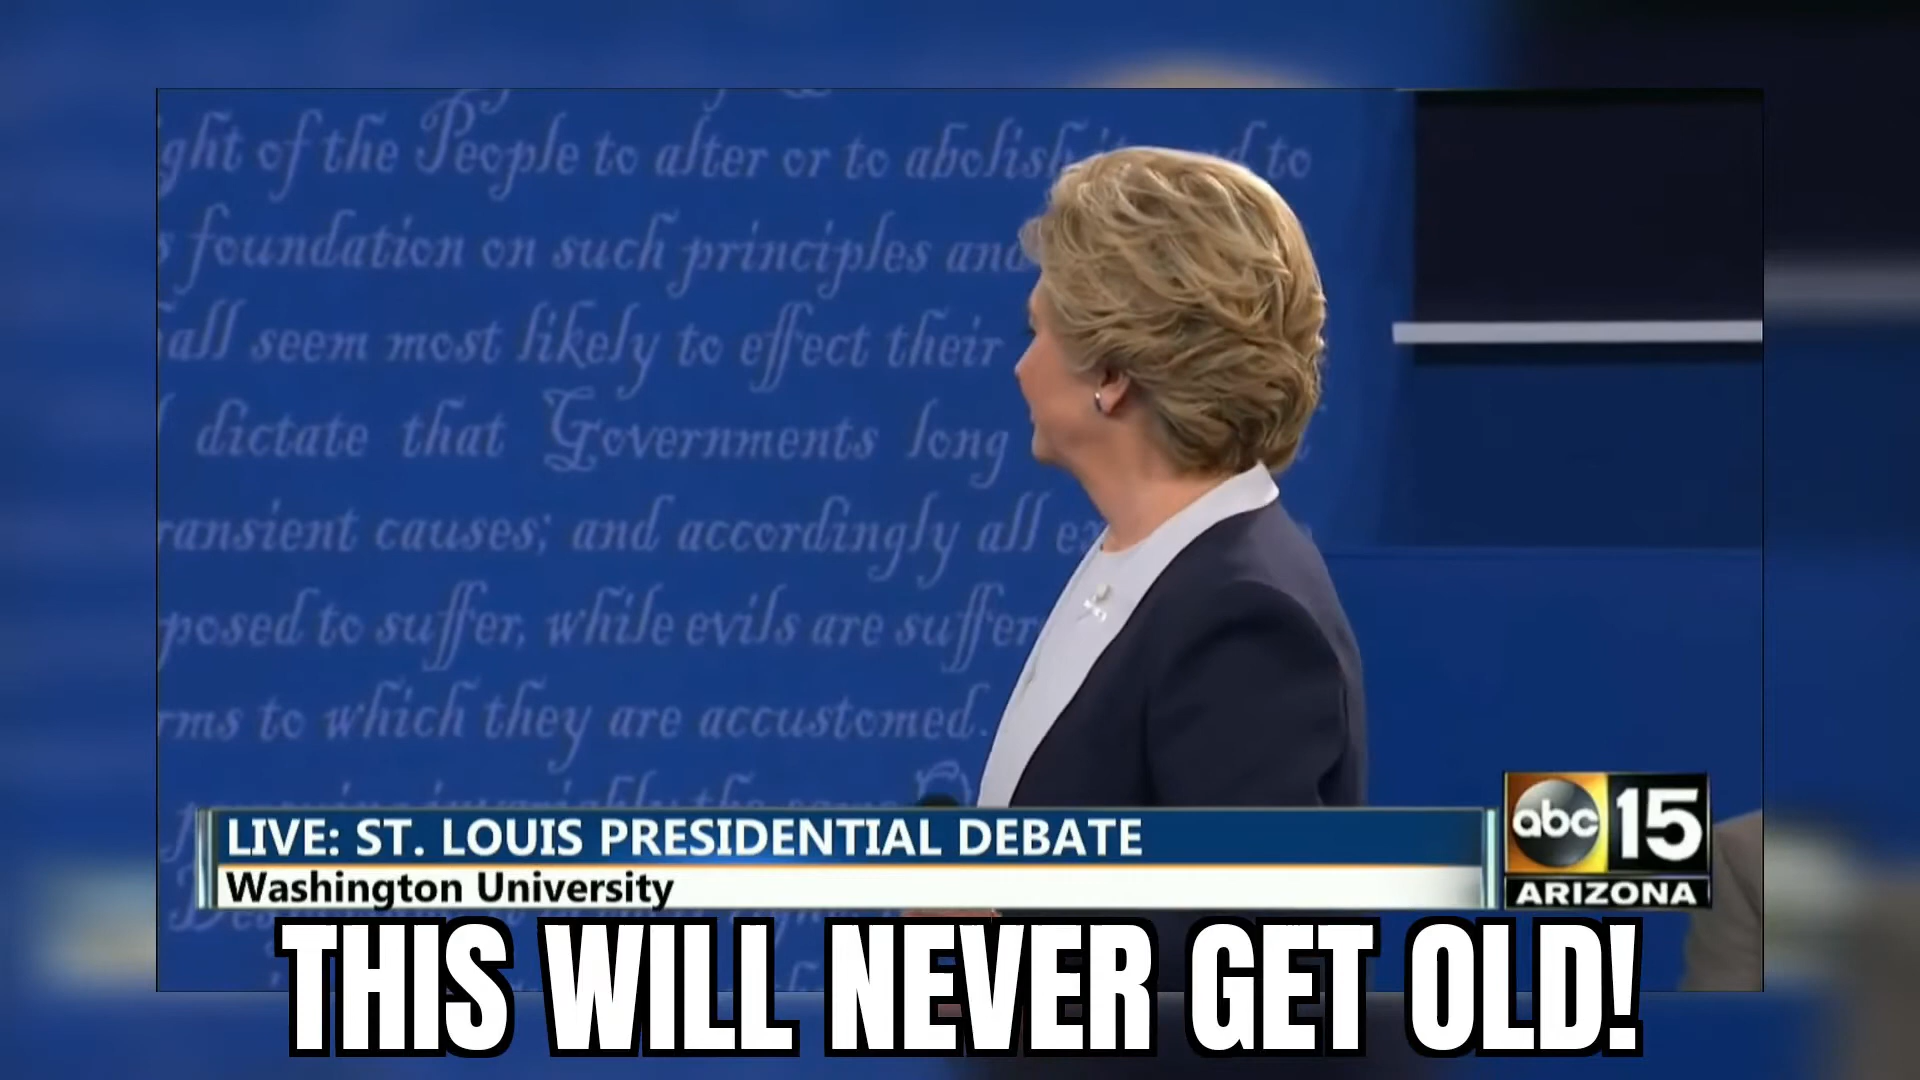 ght of the People to alter or to abolish to
foundation on such principles and
all seem most likely to effect their
dictate that Governments long
ransient causes; and accordingly all ex
posed to suffer, while evils are suffer
rms to which they are accustomed.
LIVE: ST. LOUIS PRESIDENTIAL DEBATE
Washington University
abc 15
ARIZONA
THIS WILL NEVER GET OLD!